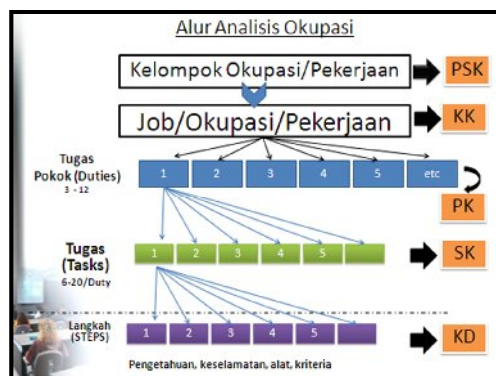 Alur Analisis Okupasi
Kelompok Okupasi/Pekerjaan
PSK
Job/Okupasi/Pekerjaan
KK
Tugas
Pokok (Duties)
3 - 12
1 2 3 4 5 etc
PK
Tugas
(Tasks)
6-20/Duty
1 2 3 4 5
SK
Langkah
(STEPS)
1 2 3 4 5
KD
Pengetahuan, keselamatan, alat, kriteria